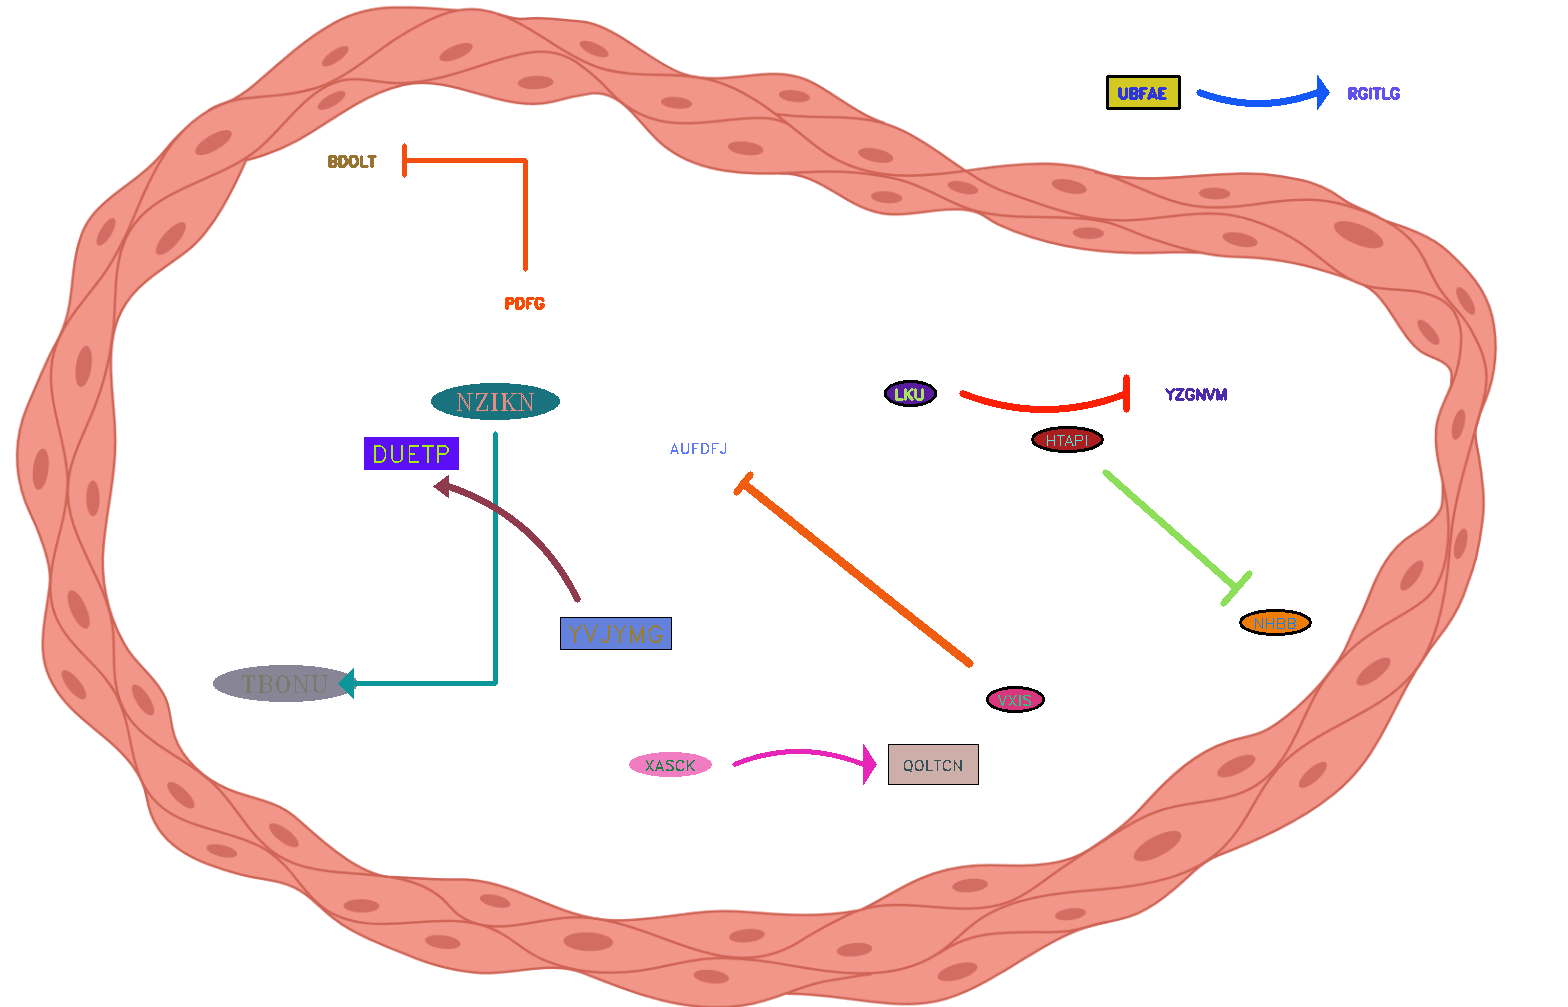 UBFAE
RGITLG
BDOLT
PDFG
NZIKN
LKU
YZGNVM
HTAPI
AUFDFJ
DUETP
NHBB
YVJYMG
TBONU
VXIS
XASCK
QOLTCN